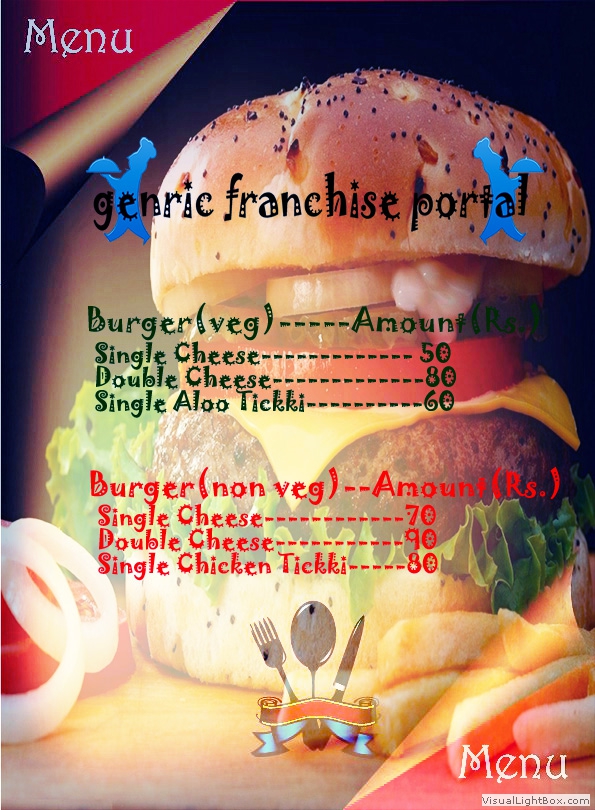 Menu
genric franchise portal
Burger(veg)-----Amount(Rs.)
Single Cheese------------ 50
Double Cheese------------80
Single Aloo Tickki----------60
Burger(non veg)--Amount(Rs.)
Single Cheese------------70
Double Cheese-----------90
Single Chicken Tickki-----80
Menu
VisualLightBox.com